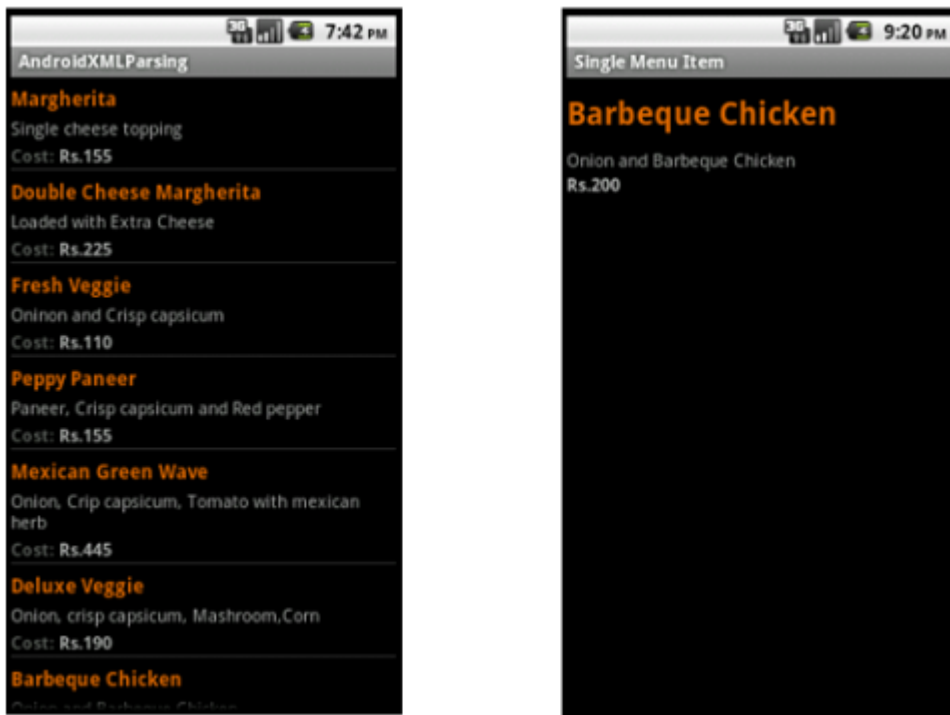 7:42 PM
AndroidXMLParsing
Margherita
Single cheese topping
Cost: Rs.155
Double Cheese Margherita
Loaded with Extra Cheese
Cost: Rs.225
Fresh Veggie
Oninon and Crisp capsicum
Cost: Rs.110
Peppy Paneer
Paneer, Crisp capsicum and Red pepper
Cost: Rs.155
Mexican Green Wave
Onion, Crip capsicum, Tomato with mexican
herb
Cost: Rs.445
Deluxe Veggie
Onion, crisp capsicum, Mashroom,Corn
Cost: Rs.190
Barbeque Chicken
Onion and Barbeque Chicken
9:20 PM
Single Menu Item
Barbeque Chicken
Onion and Barbeque Chicken
Rs.200